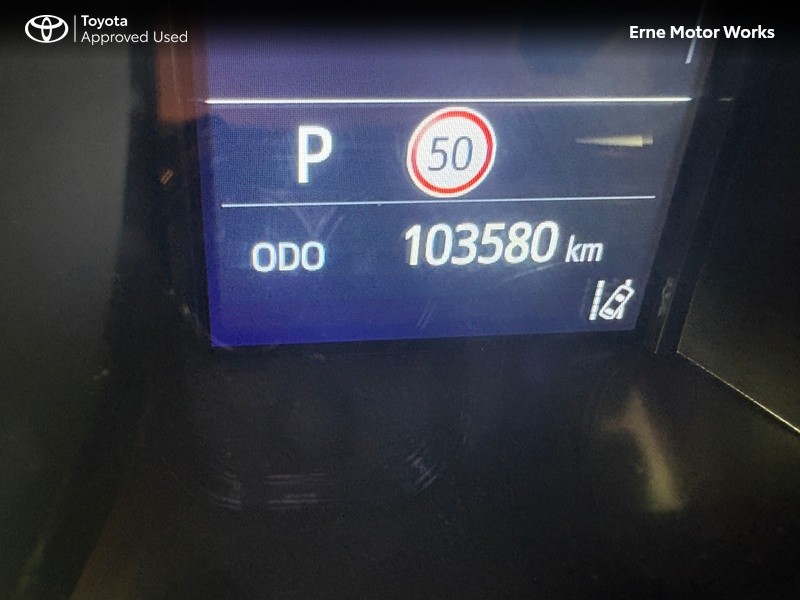 Toyota
Approved Used
Erne Motor Works
P 50
ODO 103580 km